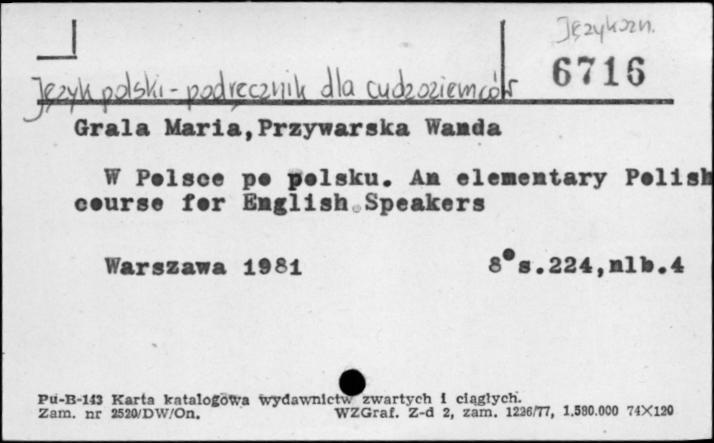 Językozn.
6716
Język polski - podręcznik dla cudzoziemców
Grala Maria,Przywarska Wanda
W Polsce po polsku. An elementary Polish
course for English Speakers
Warszawa 1981 8° s.224,nlb.4
Pu-B-143 Karta katalogowa wydawnictw zwartych i ciągłych.
Zam. nr 2520/DW/On. WZGraf. Z-d 2, zam. 1226/77, 1.580.000 74X120